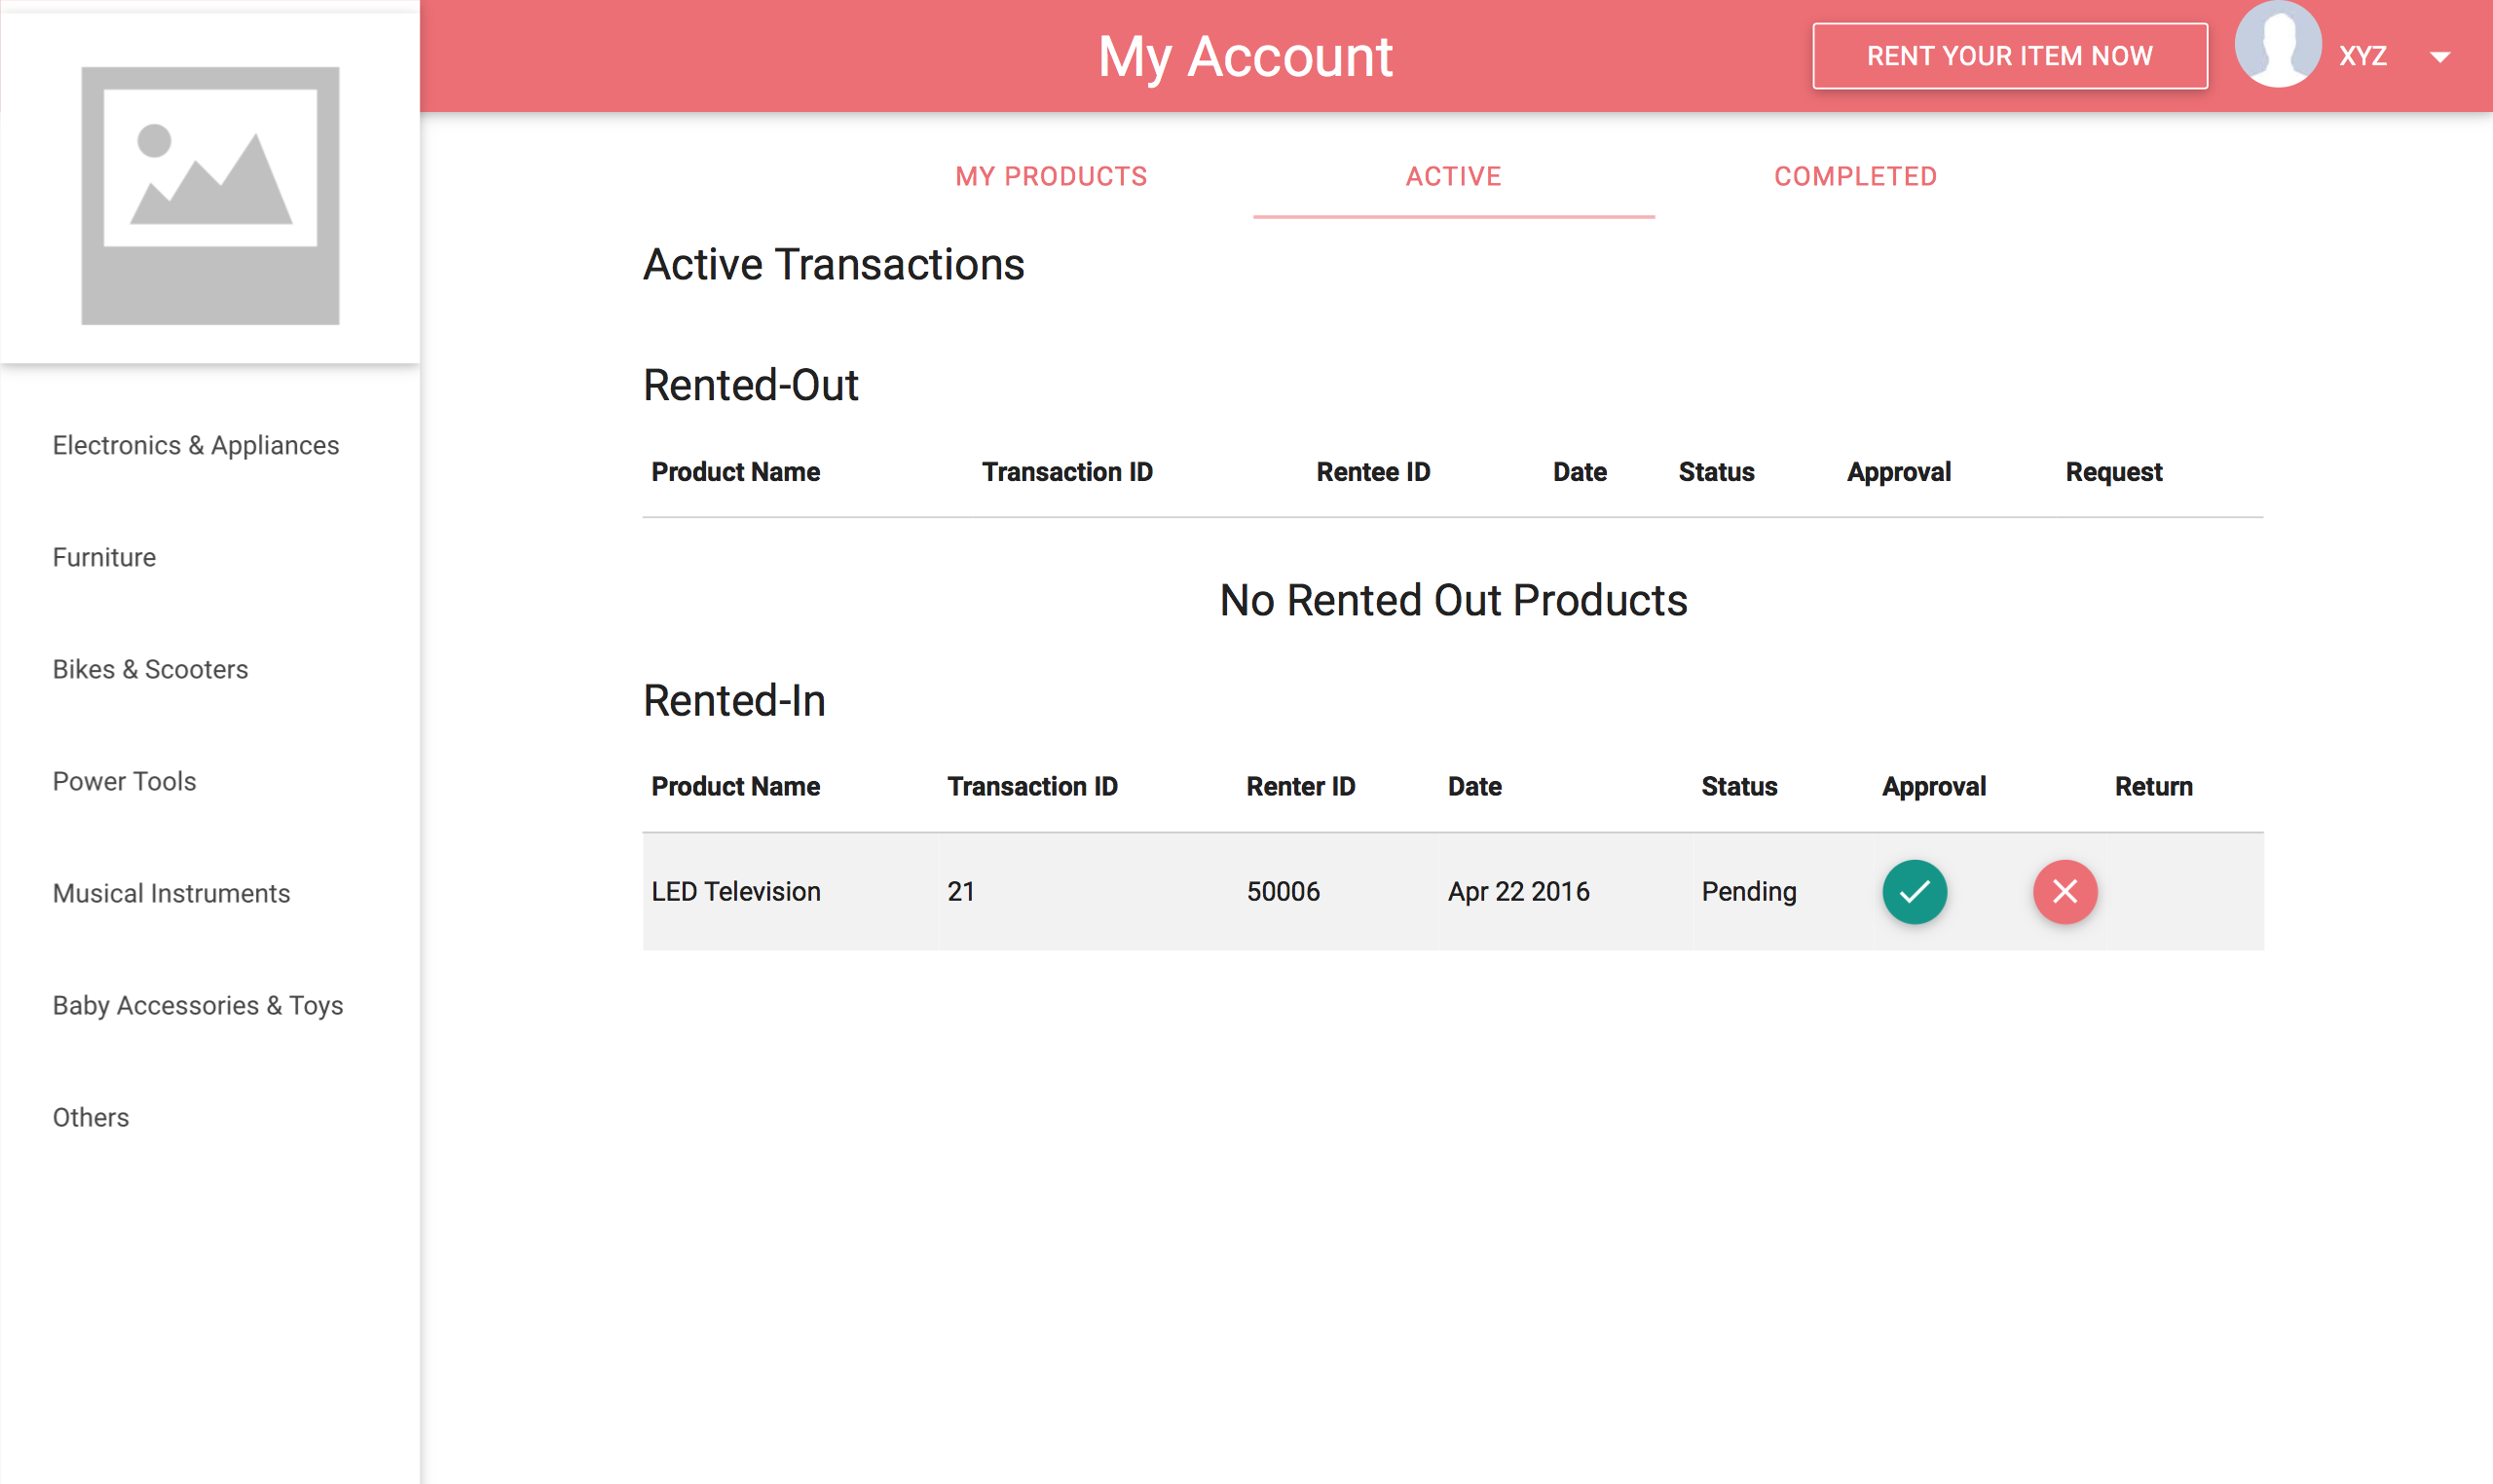 My Account
RENT YOUR ITEM NOW
XYZ
MY PRODUCTS ACTIVE COMPLETED
Electronics & Appliances
Furniture
Bikes & Scooters
Power Tools
Musical Instruments
Baby Accessories & Toys
Others
Active Transactions
Rented-Out
Product Name Transaction ID Rentee ID Date Status Approval Request
No Rented Out Products
Rented-In
Product Name Transaction ID Renter ID Date Status Approval Return
LED Television 21 50006 Apr 22 2016 Pending